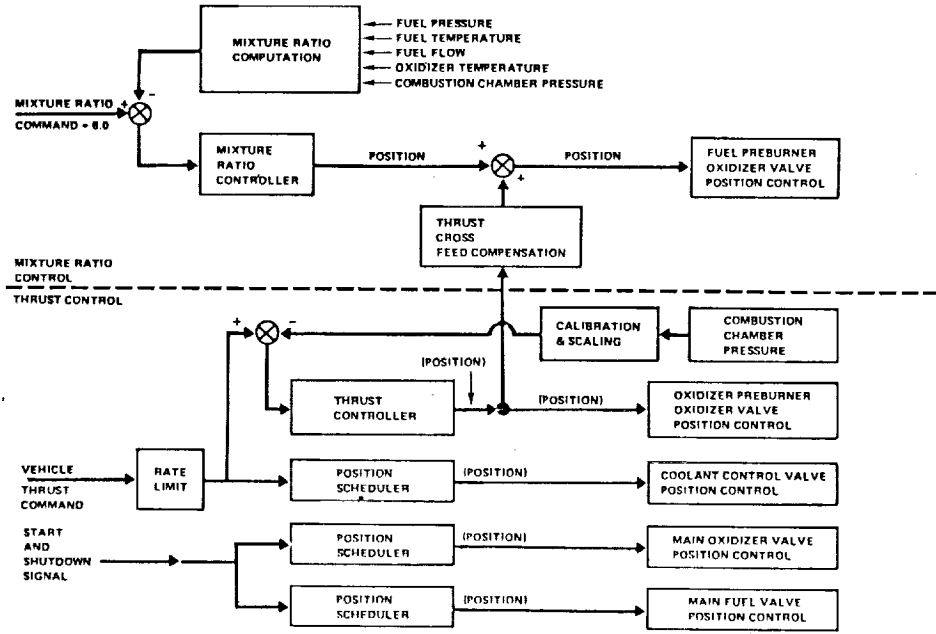 MIXTURE RATIO
COMPUTATION
FUEL PRESSURE
FUEL TEMPERATURE
FUEL FLOW
OXIDIZER TEMPERATURE
COMBUSTION CHAMBER PRESSURE
MIXTURE RATIO
COMMAND = 6.0
+
-
MIXTURE
RATIO
CONTROLLER
POSITION
+
+
POSITION
FUEL PREBURNER
OXIDIZER VALVE
POSITION CONTROL
THRUST
CROSS
FEED COMPENSATION
MIXTURE RATIO
CONTROL
THRUST CONTROL
+
-
CALIBRATION
& SCALING
COMBUSTION
CHAMBER
PRESSURE
(POSITION)
THRUST
CONTROLLER
(POSITION)
OXIDIZER PREBURNER
OXIDIZER VALVE
POSITION CONTROL
VEHICLE
THRUST
COMMAND
RATE
LIMIT
POSITION
SCHEDULER
(POSITION)
COOLANT CONTROL VALVE
POSITION CONTROL
START
AND
SHUTDOWN
SIGNAL
POSITION
SCHEDULER
(POSITION)
MAIN OXIDIZER VALVE
POSITION CONTROL
POSITION
SCHEDULER
(POSITION)
MAIN FUEL VALVE
POSITION CONTROL